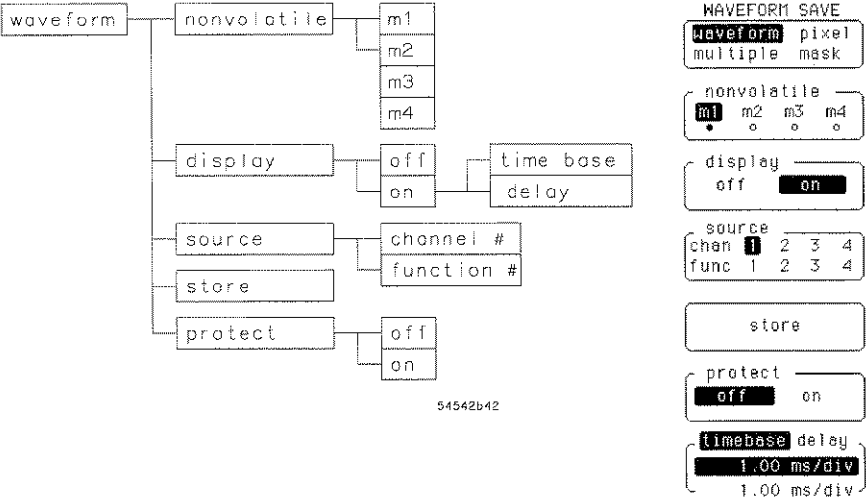 waveform
nonvolatile
m1
m2
m3
m4
display
off
on
time base
delay
source
channel #
function #
store
protect
off
on
54542b42
WAVEFORM SAVE
waveform pixel
multiple mask
nonvolatile
m1 m2 m3 m4
display
off on
source
chan 1 2 3 4
func 1 2 3 4
store
protect
off on
timebase delay
1.00 ms/div
1.00 ms/div